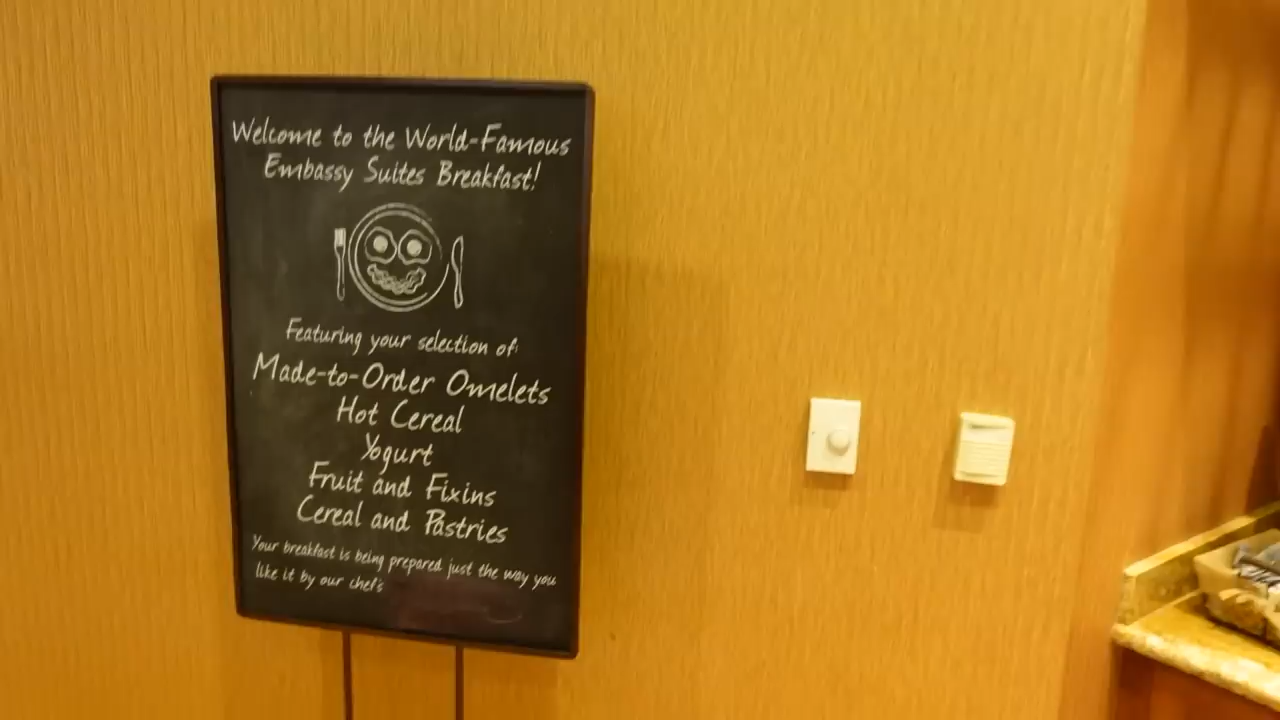 Welcome to the World-Famous
Embassy Suites Breakfast!
Featuring your selection of:
Made-to-Order Omelets
Hot Cereal
Yogurt
Fruit and Fixins
Cereal and Pastries
Your breakfast is being prepared just the way you
like it by our chefs